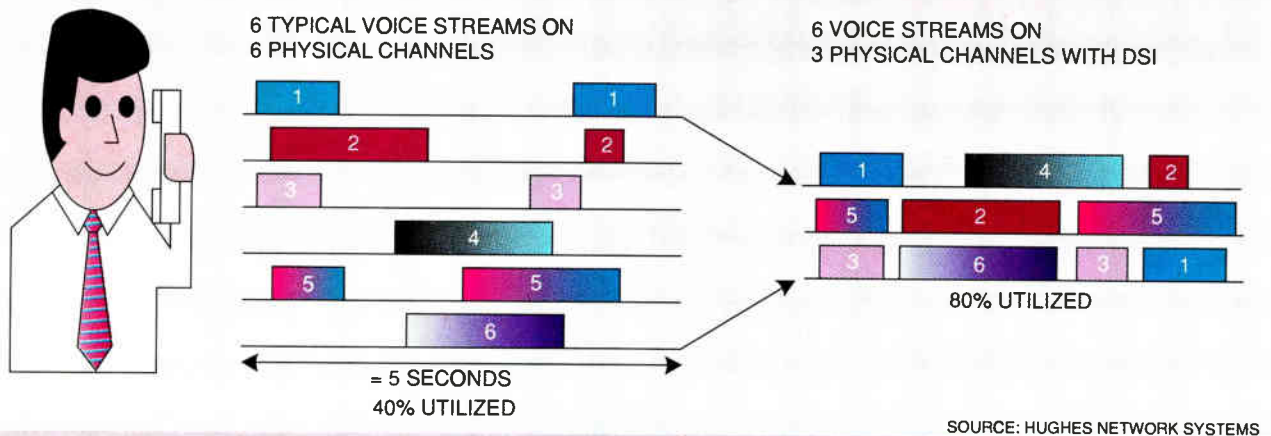 6 TYPICAL VOICE STREAMS ON
6 PHYSICAL CHANNELS
1 1
2 2
3 3
4
5 5
6
= 5 SECONDS
40% UTILIZED
6 VOICE STREAMS ON
3 PHYSICAL CHANNELS WITH DSI
1 4 2
5 2 5
3 6 3 1
80% UTILIZED
SOURCE: HUGHES NETWORK SYSTEMS